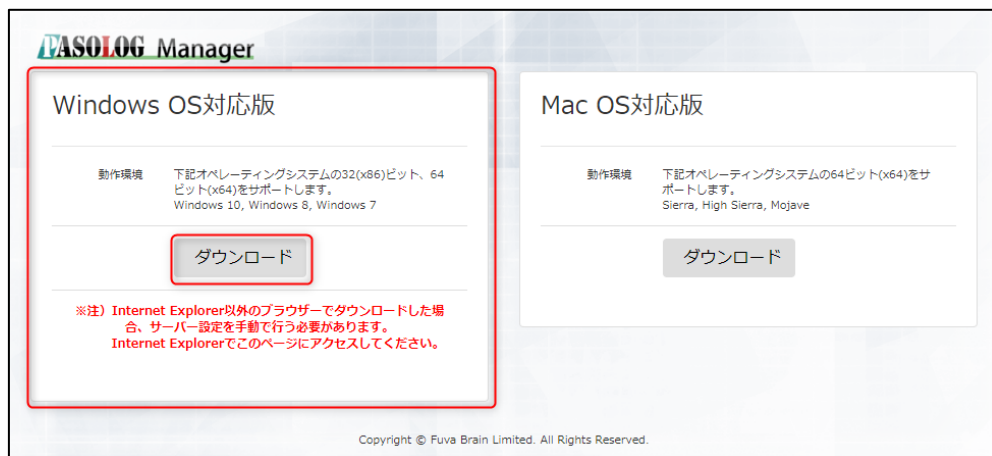 PASOLOG Manager
Windows OS対応版
動作環境
下記オペレーティングシステムの32(x86)ビット、64
ビット(x64)をサポートします。
Windows 10, Windows 8, Windows 7
ダウンロード
※注）Internet Explorer以外のブラウザーでダウンロードした場
合、サーバー設定を手動で行う必要があります。
Internet Explorerでこのページにアクセスしてください。
Mac OS対応版
動作環境
下記オペレーティングシステムの64ビット(x64)をサ
ポートします。
Sierra, High Sierra, Mojave
ダウンロード
Copyright © Fuva Brain Limited. All Rights Reserved.